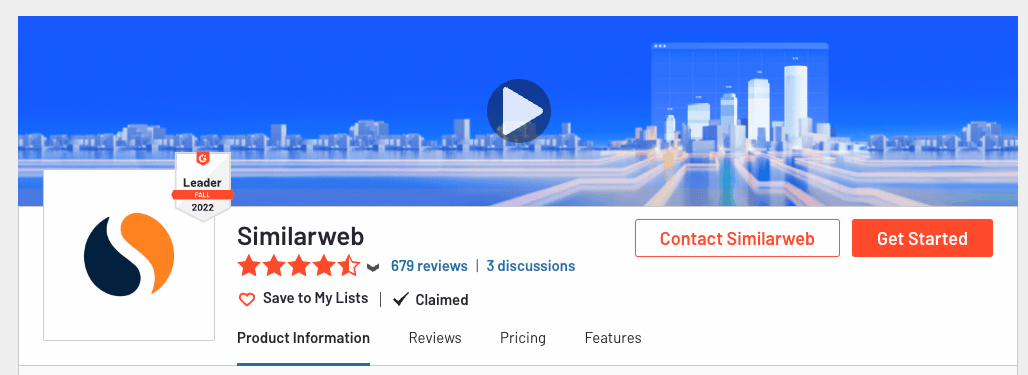 Leader
FALL
2022
Similarweb
679 reviews | 3 discussions
Contact Similarweb
Get Started
Save to My Lists | Claimed
Product Information Reviews Pricing Features